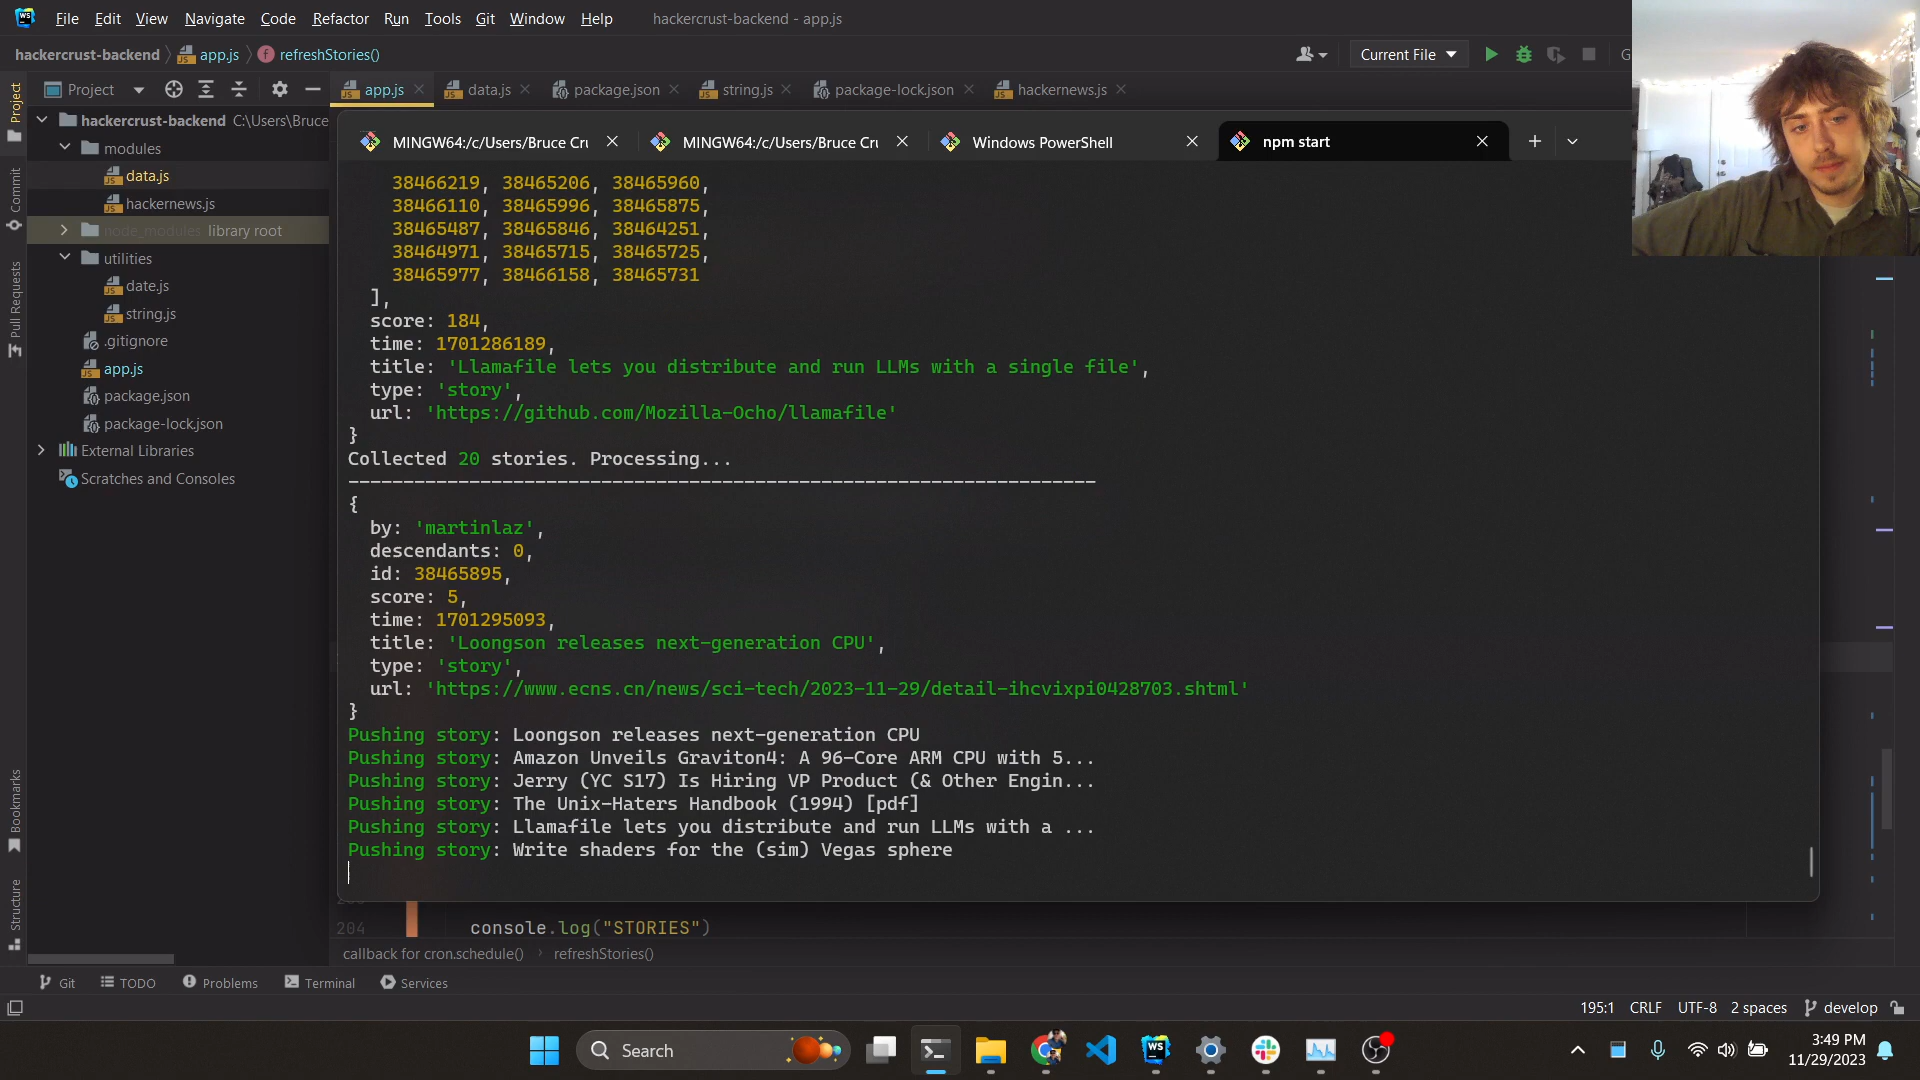 File Edit View Navigate Code Refactor Run Tools Git Window Help hackercrust-backend - app.js
hackercrust-backend app.js refreshStories()
Current File
Project
app.js data.js package.json string.js package-lock.json hackernews.js
hackercrust-backend C:\Users\Bruce
modules
data.js
hackernews.js
node_modules library root
utilities
date.js
string.js
.gitignore
app.js
package.json
package-lock.json
External Libraries
Scratches and Consoles
Project
Commit
Pull Requests
Bookmarks
Structure
MINGW64:/c/Users/Bruce Cru MINGW64:/c/Users/Bruce Cru Windows PowerShell npm start
38466219, 38465206, 38465960,
38466110, 38465996, 38465875,
38465487, 38465846, 38464251,
38464971, 38465715, 38465725,
38465977, 38466158, 38465731
],
score: 184,
time: 1701286189,
title: 'Llamafile lets you distribute and run LLMs with a single file',
type: 'story',
url: 'https://github.com/Mozilla-Ocho/llamafile'
}
Collected 20 stories. Processing...
--------------------------------------------------------------------
{
by: 'martinlaz',
descendants: 0,
id: 38465895,
score: 5,
time: 1701295093,
title: 'Loongson releases next-generation CPU',
type: 'story',
url: 'https://www.ecns.cn/news/sci-tech/2023-11-29/detail-ihcvixpi0428703.shtml'
}
Pushing story: Loongson releases next-generation CPU
Pushing story: Amazon Unveils Graviton4: A 96-Core ARM CPU with 5...
Pushing story: Jerry (YC S17) Is Hiring VP Product (& Other Engin...
Pushing story: The Unix-Haters Handbook (1994) [pdf]
Pushing story: Llamafile lets you distribute and run LLMs with a ...
Pushing story: Write shaders for the (sim) Vegas sphere
204 console.log("STORIES")
callback for cron.schedule() refreshStories()
Git TODO Problems Terminal Services
195:1 CRLF UTF-8 2 spaces develop
Search
3:49 PM
11/29/2023